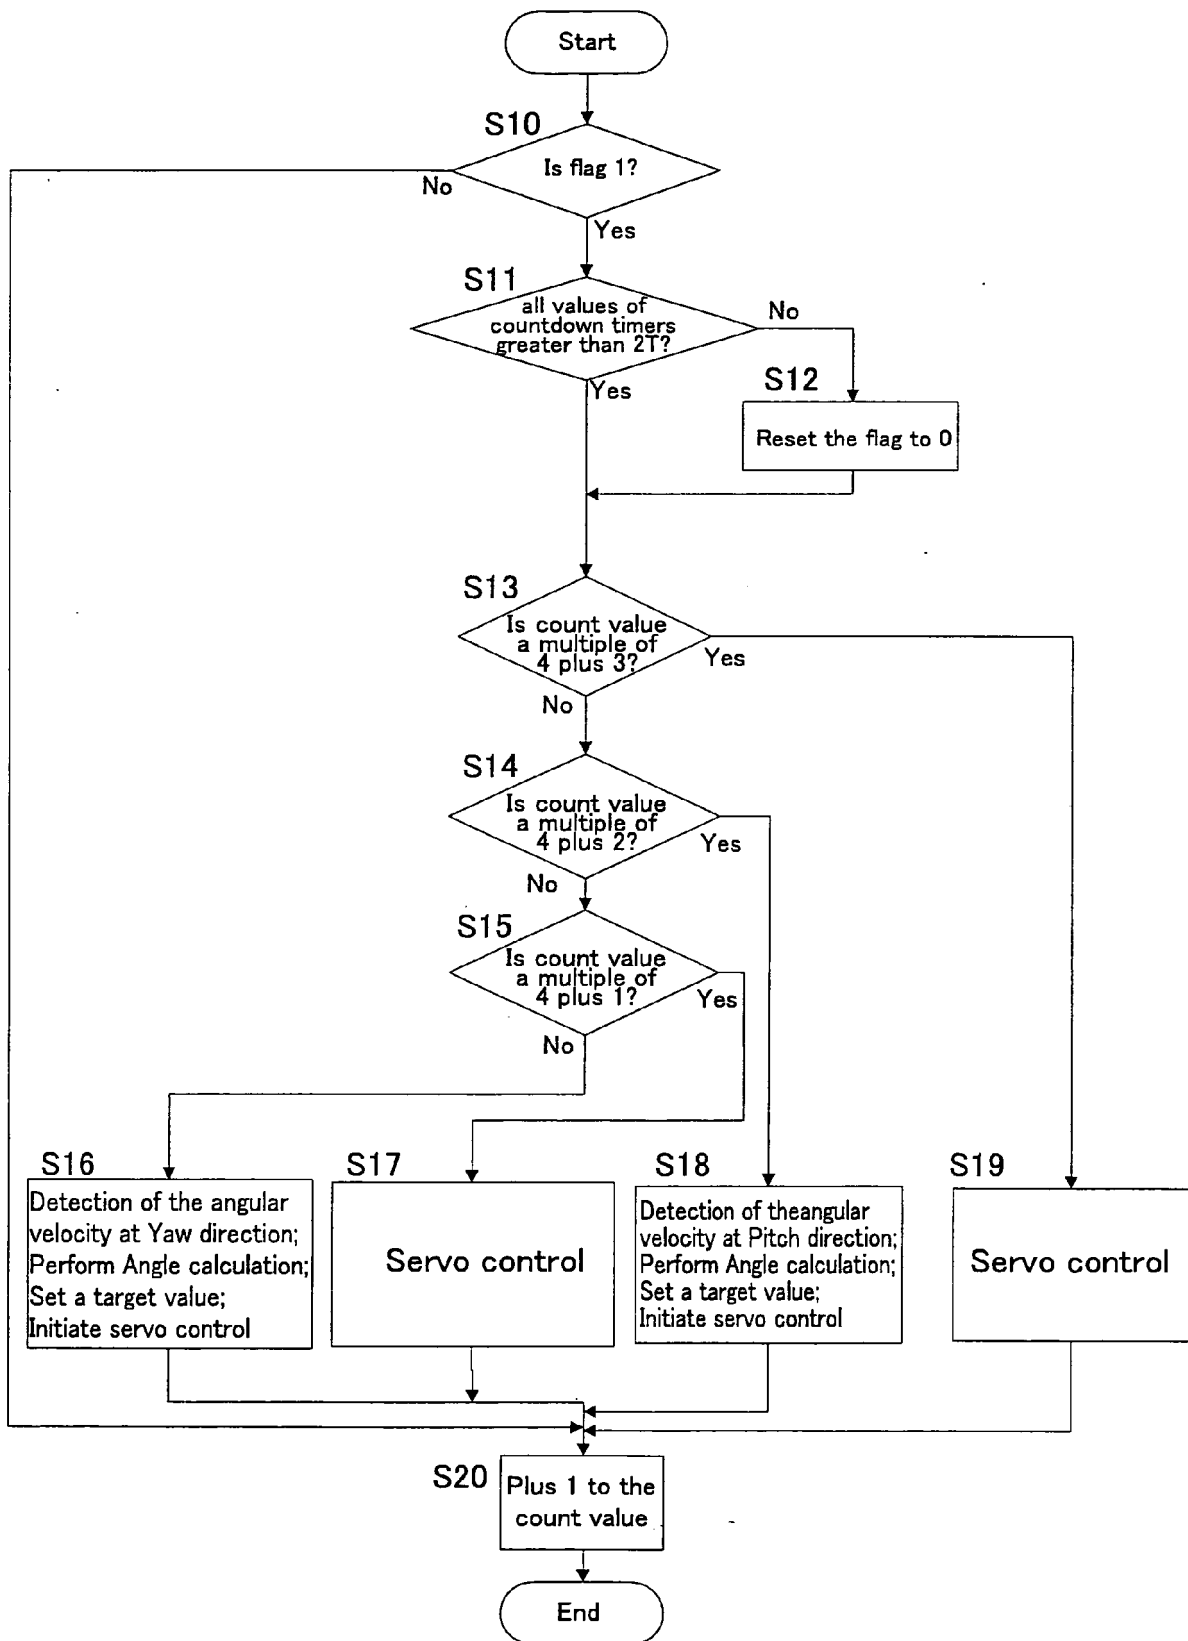 Start
S10
Is flag 1?
No
Yes
S11
all values of
countdown timers
greater than 2T?
No
Yes
S12
Reset the flag to 0
S13
Is count value
a multiple of
4 plus 3?
Yes
No
S14
Is count value
a multiple of
4 plus 2?
Yes
No
S15
Is count value
a multiple of
4 plus 1?
Yes
No
S16
Detection of the angular
velocity at Yaw direction;
Perform Angle calculation;
Set a target value;
Initiate servo control
S17
Servo control
S18
Detection of theangular
velocity at Pitch direction;
Perform Angle calculation;
Set a target value;
Initiate servo control
S19
Servo control
S20
Plus 1 to the
count value
End